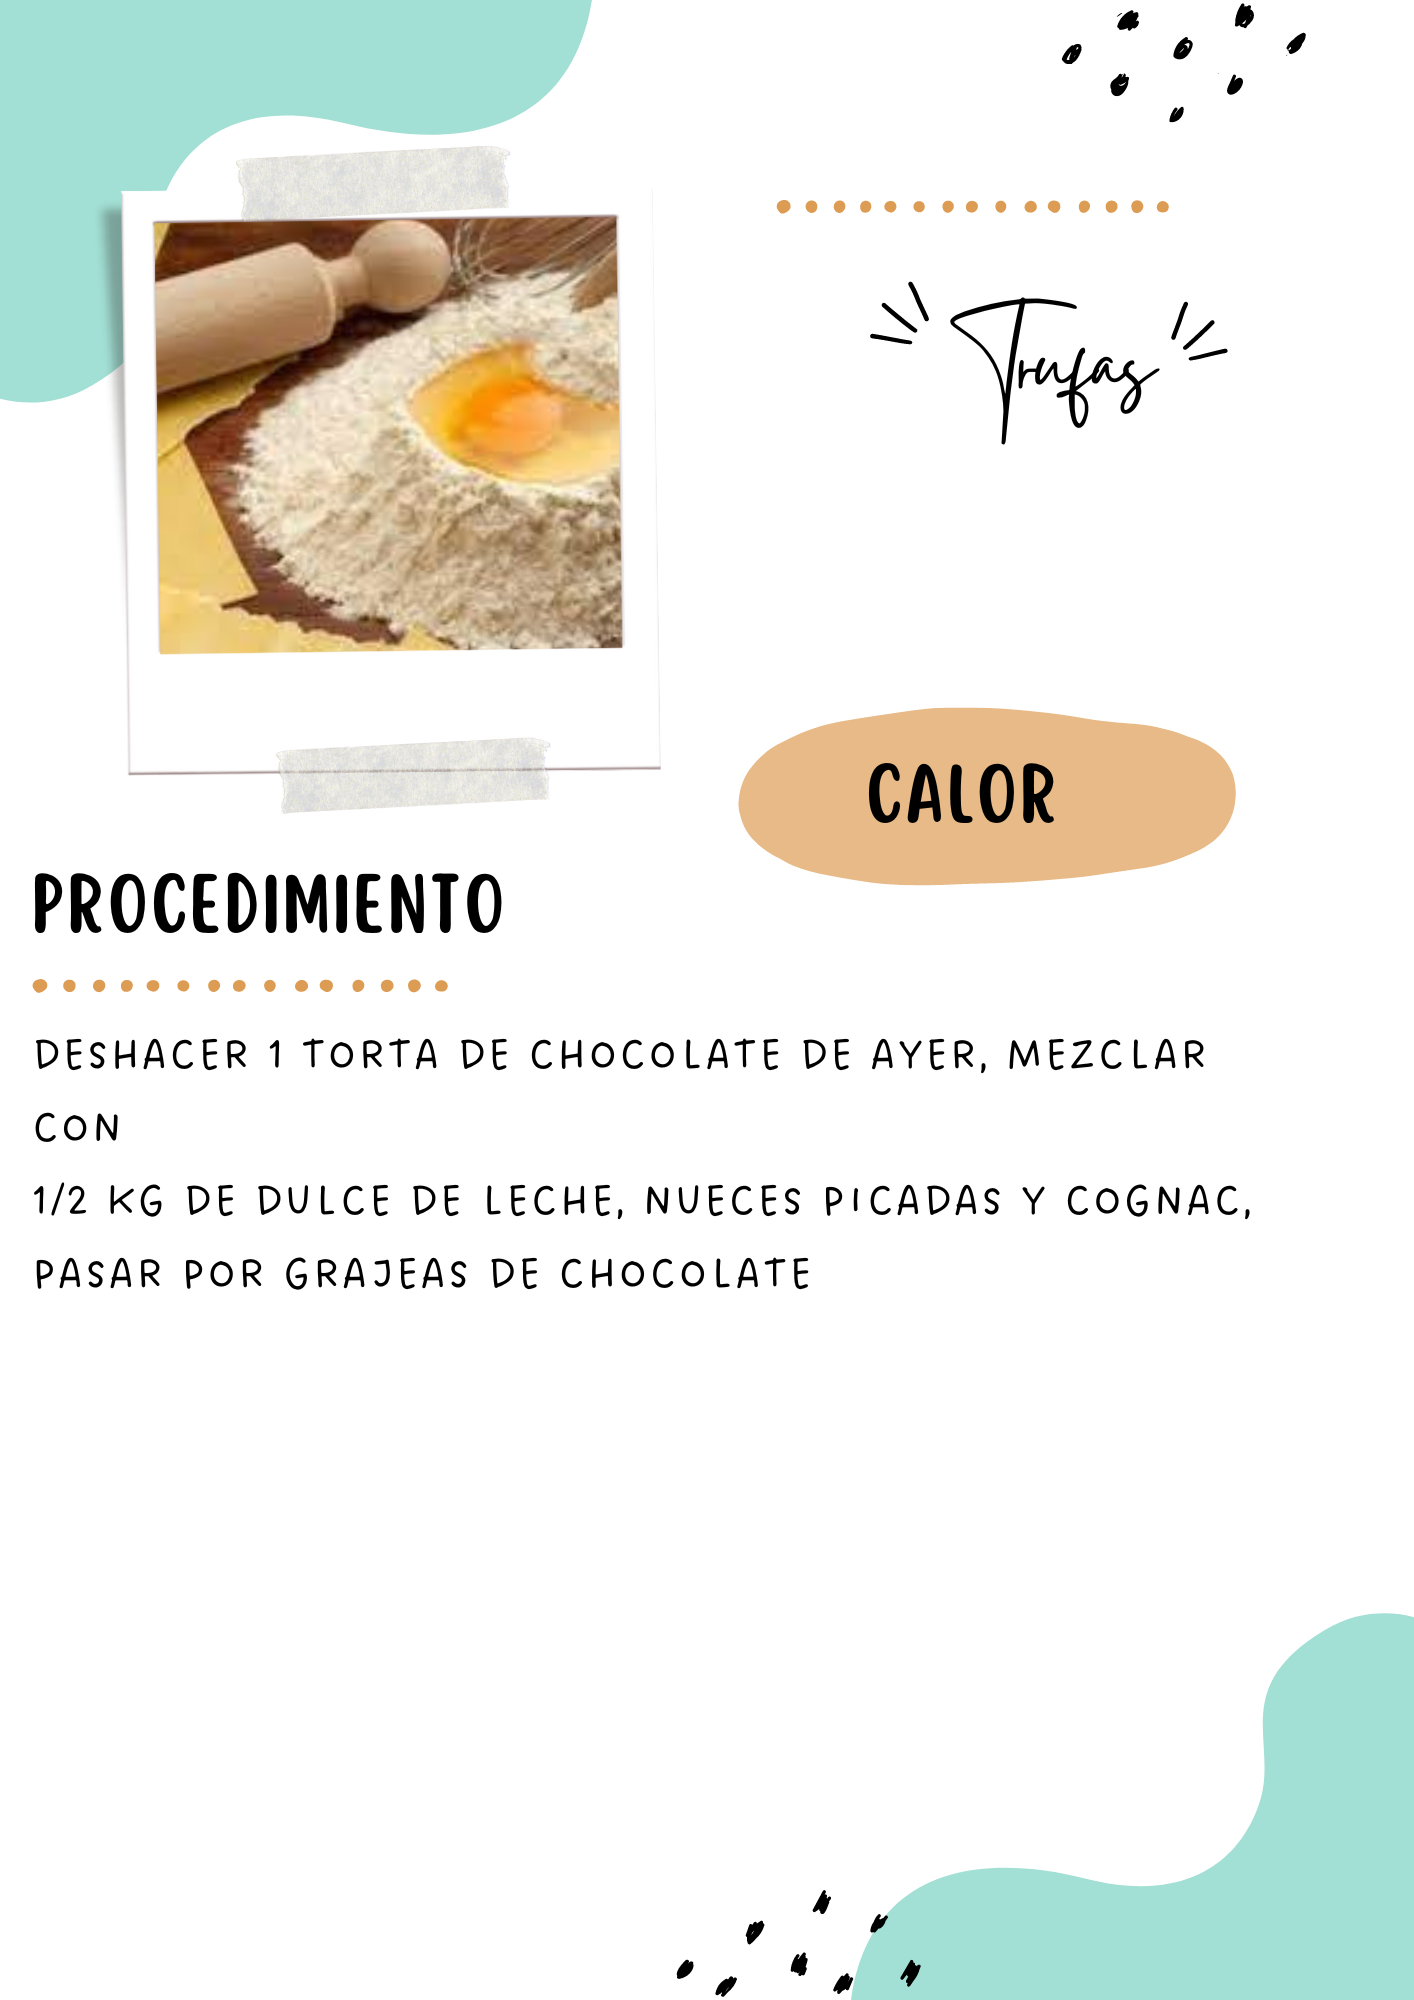 Trufas
CALOR
PROCEDIMIENTO
DESHACER 1 TORTA DE CHOCOLATE DE AYER, MEZCLAR
CON
1/2 KG DE DULCE DE LECHE, NUECES PICADAS Y COGNAC,
PASAR POR GRAJEAS DE CHOCOLATE